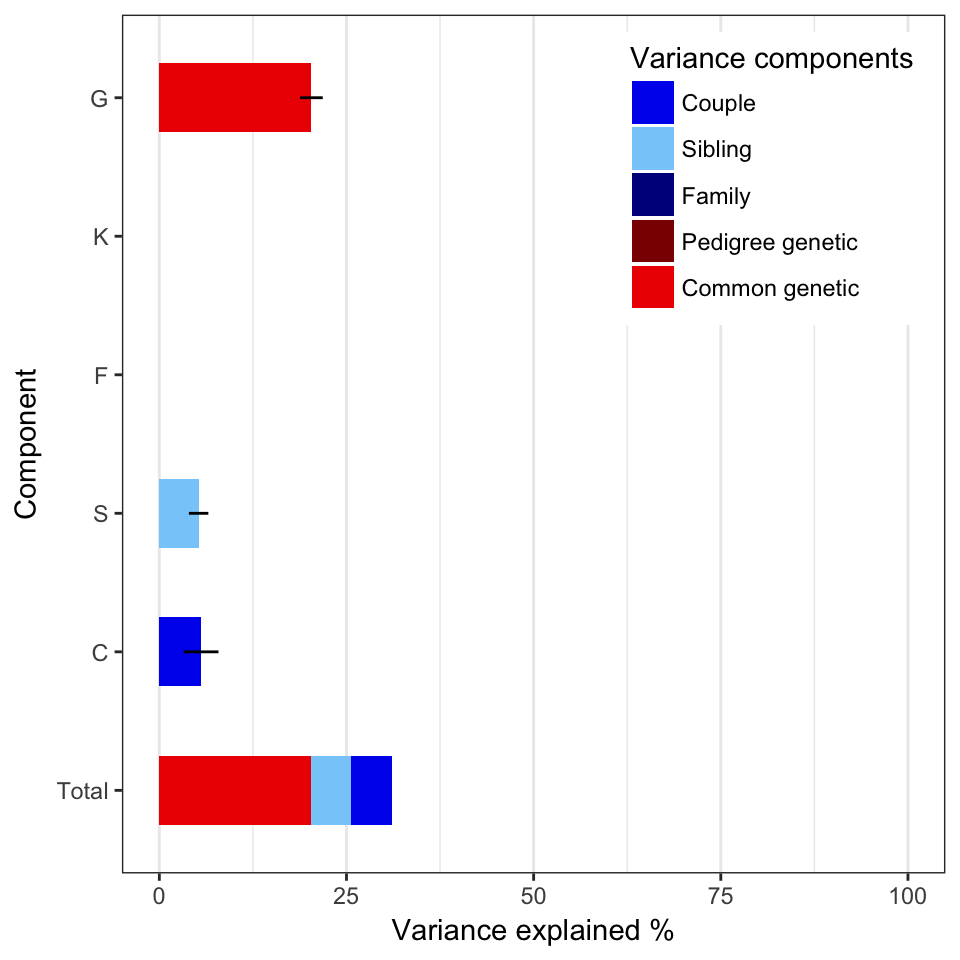 Variance components
Couple
Sibling
Family
Pedigree genetic
Common genetic
G
K
F
S
C
Total
Component
0 25 50 75 100
Variance explained %